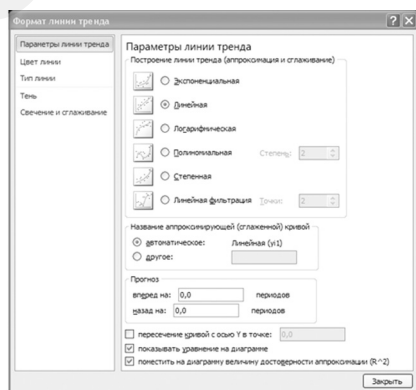 Формат линии тренда
Параметры линии тренда
Цвет линии
Тип линии
Тень
Свечение и сглаживание
Параметры линии тренда
Построение линии тренда (аппроксимация и сглаживание)
Экспоненциальная
Линейная
Логарифмическая
Полиномиальная Степень: 2
Степенная
Линейная фильтрация Точки: 2
Название аппроксимирующей (сглаженной) кривой
автоматическое: Линейная (yi1)
другое:
Прогноз
вперед на: 0,0 периодов
назад на: 0,0 периодов
пересечение кривой с осью Y в точке: 0,0
показывать уравнение на диаграмме
поместить на диаграмму величину достоверности аппроксимации (R^2)
Закрыть